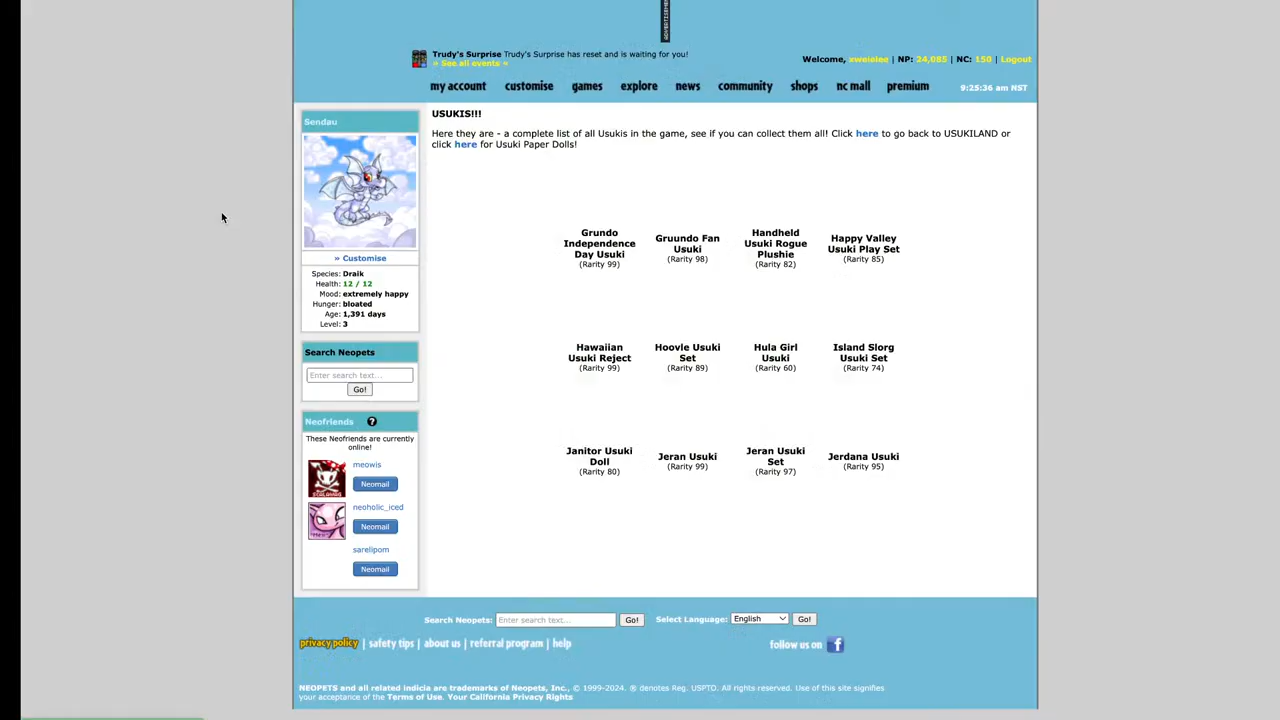 ADVERTISEMENT
Trudy's Surprise Trudy's Surprise has reset and is waiting for you!
» See all events «
Welcome, xweielee | NP: 24,085 | NC: 150 | Logout
my account customise games explore news community shops nc mall premium
9:25:36 am NST
Sendau
» Customise
Species: Draik
Health: 12 / 12
Mood: extremely happy
Hunger: bloated
Age: 1,391 days
Level: 3
Search Neopets
Enter search text...
Go!
Neofriends ?
These Neofriends are currently
online!
meowis
Neomail
neoholic_iced
Neomail
sarelipom
Neomail
USUKIS!!!
Here they are - a complete list of all Usukis in the game, see if you can collect them all! Click here to go back to USUKILAND or
click here for Usuki Paper Dolls!
Grundo
Independence
Day Usuki
(Rarity 99)
Gruundo Fan
Usuki
(Rarity 98)
Handheld
Usuki Rogue
Plushie
(Rarity 82)
Happy Valley
Usuki Play Set
(Rarity 85)
Hawaiian
Usuki Reject
(Rarity 99)
Hoovle Usuki
Set
(Rarity 89)
Hula Girl
Usuki
(Rarity 60)
Island Slorg
Usuki Set
(Rarity 74)
Janitor Usuki
Doll
(Rarity 80)
Jeran Usuki
(Rarity 99)
Jeran Usuki
Set
(Rarity 97)
Jerdana Usuki
(Rarity 95)
Search Neopets: Enter search text... Go! Select Language: English Go!
privacy policy | safety tips | about us | referral program | help
follow us on f
NEOPETS and all related indicia are trademarks of Neopets, Inc., © 1999-2024. ® denotes Reg. USPTO. All rights reserved. Use of this site signifies
your acceptance of the Terms of Use. Your California Privacy Rights